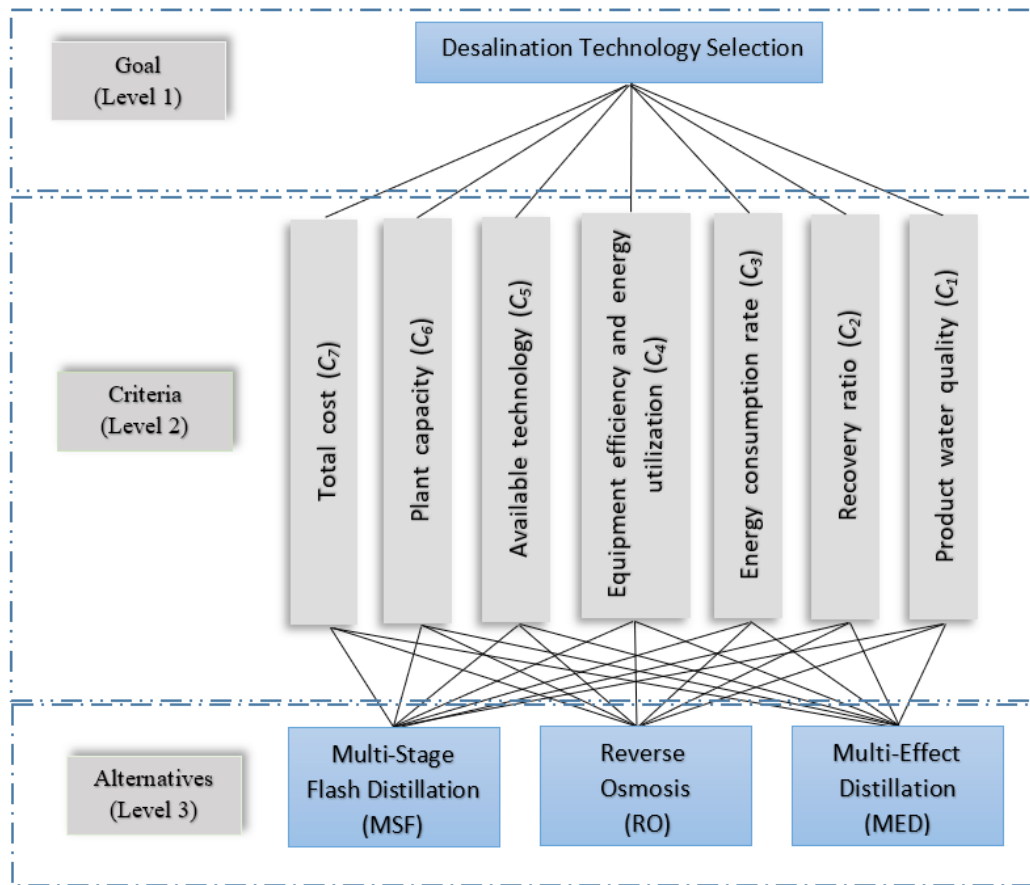 Goal
(Level 1)
Desalination Technology Selection
Criteria
(Level 2)
Total cost (C₇)
Plant capacity (C₆)
Available technology (C₅)
Equipment efficiency and energy
utilization (C₄)
Energy consumption rate (C₃)
Recovery ratio (C₂)
Product water quality (C₁)
Alternatives
(Level 3)
Multi-Stage
Flash Distillation
(MSF)
Reverse
Osmosis
(RO)
Multi-Effect
Distillation
(MED)